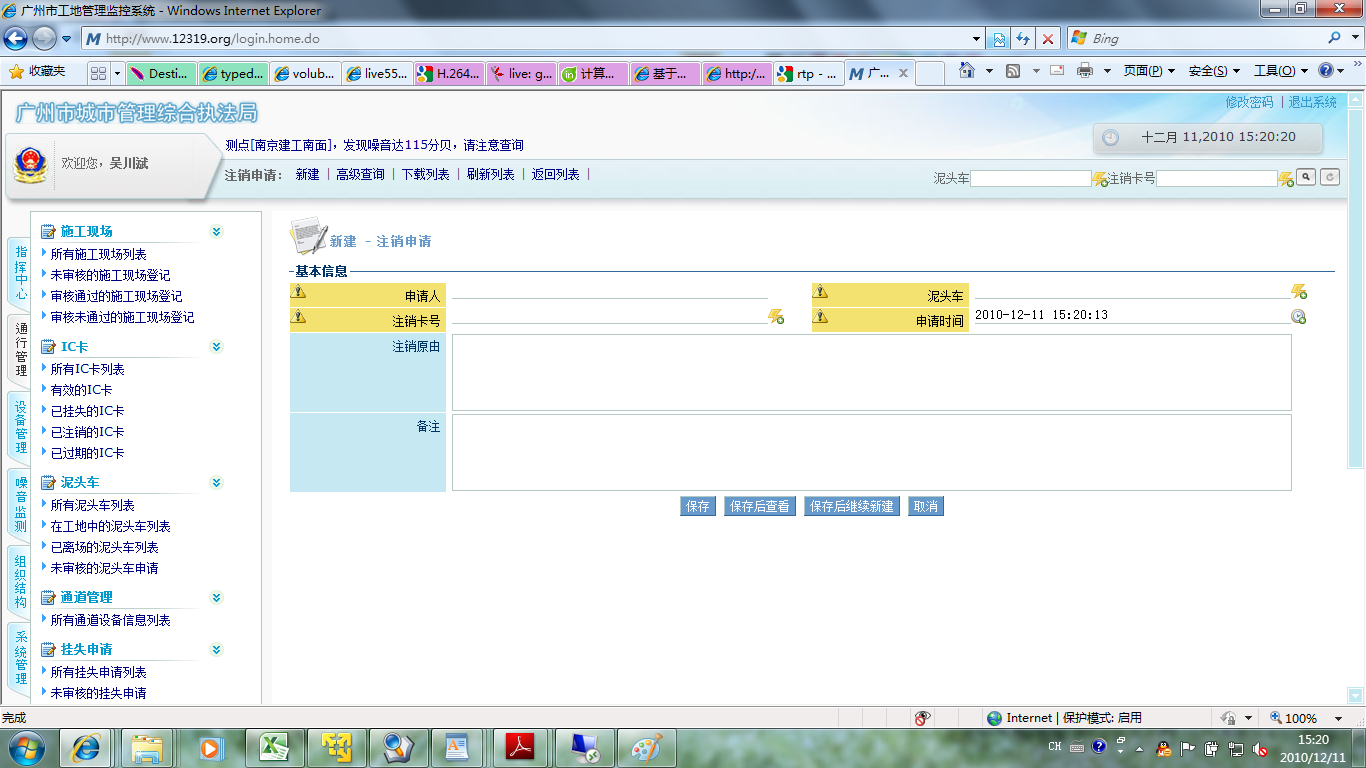 广州市工地管理监控系统 - Windows Internet Explorer
http://www.12319.org/login.home.do
Bing
收藏夹
Desti...
typed...
volub...
live55...
H.264...
live: g...
计算...
基于...
http:/...
rtp - ...
广...
页面(P)
安全(S)
工具(O)
广州市城市管理综合执法局
修改密码 | 退出系统
欢迎您，吴川斌
测点[南京建工南面]，发现噪音达115分贝，请注意查询
十二月 11,2010 15:20:20
注销申请： 新建 | 高级查询 | 下载列表 | 刷新列表 | 返回列表 |
泥头车
注销卡号
指挥中心
通行管理
设备管理
噪音监测
组织结构
系统管理
施工现场
所有施工现场列表
未审核的施工现场登记
审核通过的施工现场登记
审核未通过的施工现场登记
IC卡
所有IC卡列表
有效的IC卡
已挂失的IC卡
已注销的IC卡
已过期的IC卡
泥头车
所有泥头车列表
在工地中的泥头车列表
已离场的泥头车列表
未审核的泥头车申请
通道管理
所有通道设备信息列表
挂失申请
所有挂失申请列表
未审核的挂失申请
新建 - 注销申请
基本信息
申请人
泥头车
注销卡号
申请时间
2010-12-11 15:20:13
注销原由
备注
保存
保存后查看
保存后继续新建
取消
完成
Internet | 保护模式: 启用
100%
CH
15:20
2010/12/11